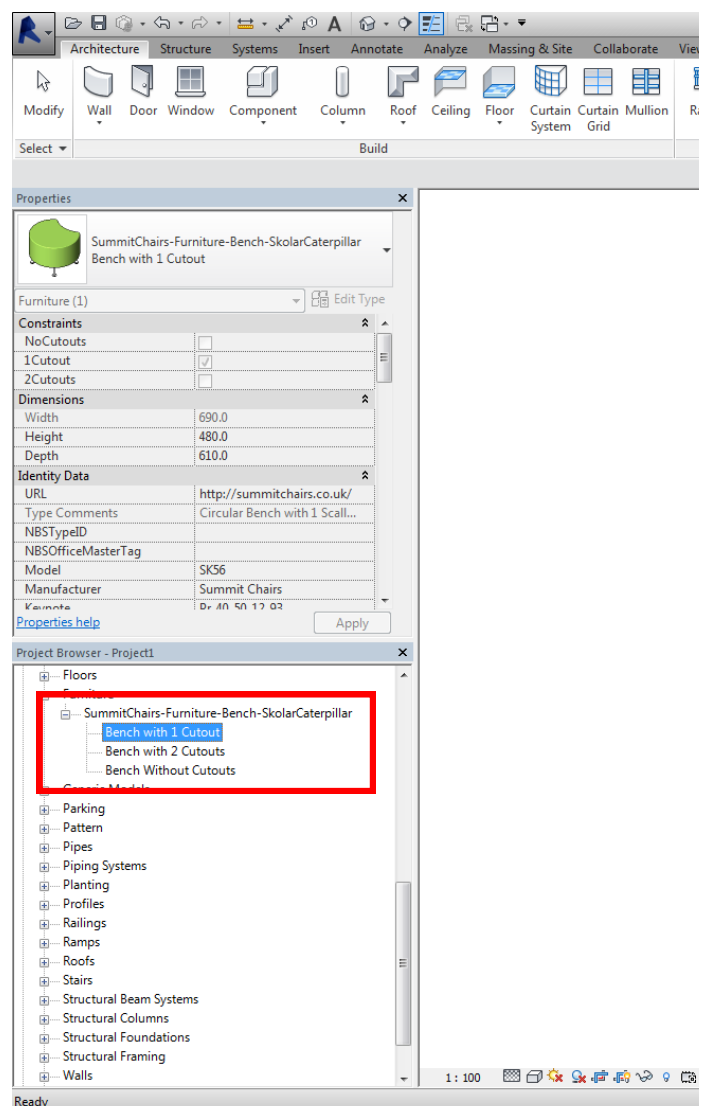 Architecture Structure Systems Insert Annotate Analyze Massing & Site Collaborate
Modify Wall Door Window Component Column Roof Ceiling Floor Curtain System Curtain Grid Mullion
Select Build
Properties
SummitChairs-Furniture-Bench-SkolarCaterpillar
Bench with 1 Cutout
Furniture (1) Edit Type
Constraints
NoCutouts
1Cutout
2Cutouts
Dimensions
Width 690.0
Height 480.0
Depth 610.0
Identity Data
URL http://summitchairs.co.uk/
Type Comments Circular Bench with 1 Scall...
NBSTypeID
NBSOfficeMasterTag
Model SK56
Manufacturer Summit Chairs
Keynote Pr_40_50_12_93
Properties help Apply
Project Browser - Project1
Floors
Furniture
SummitChairs-Furniture-Bench-SkolarCaterpillar
Bench with 1 Cutout
Bench with 2 Cutouts
Bench Without Cutouts
Generic Models
Parking
Pattern
Pipes
Piping Systems
Planting
Profiles
Railings
Ramps
Roofs
Stairs
Structural Beam Systems
Structural Columns
Structural Foundations
Structural Framing
Walls
1 : 100
Ready